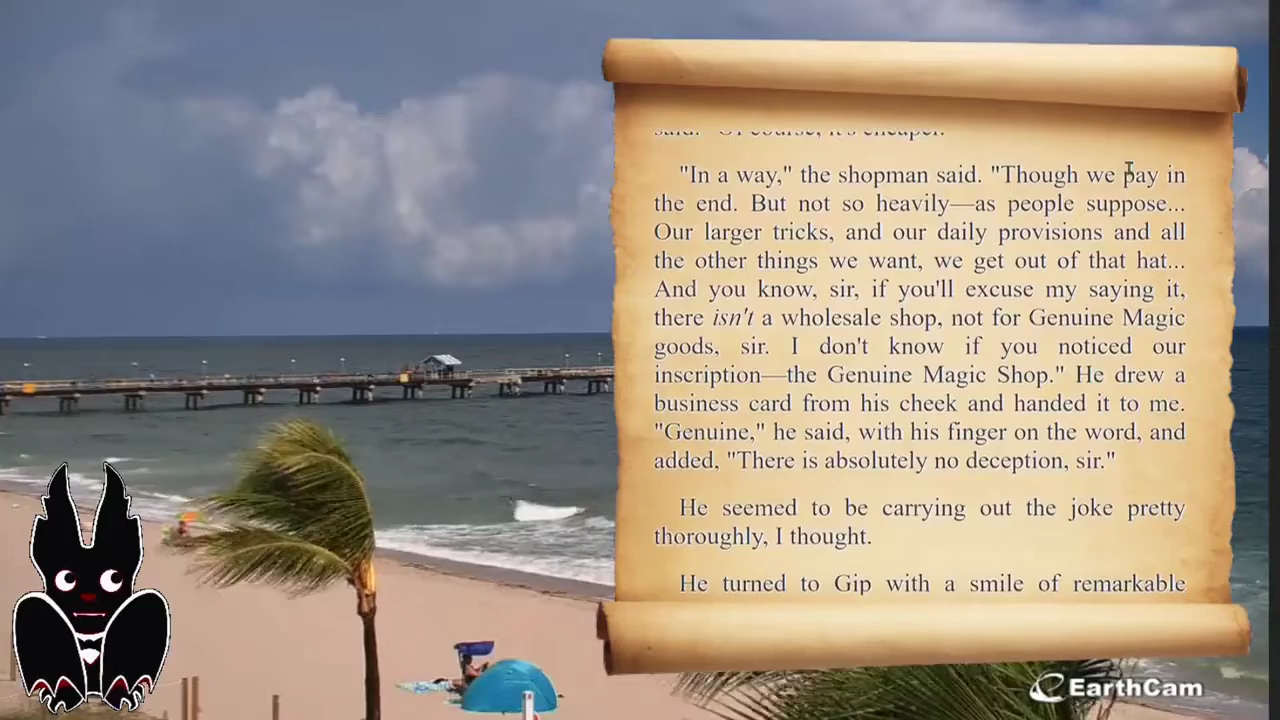 said. "Of course, it's cheaper."
"In a way," the shopman said. "Though we pay in
the end. But not so heavily—as people suppose...
Our larger tricks, and our daily provisions and all
the other things we want, we get out of that hat...
And you know, sir, if you'll excuse my saying it,
there isn't a wholesale shop, not for Genuine Magic
goods, sir. I don't know if you noticed our
inscription—the Genuine Magic Shop." He drew a
business card from his cheek and handed it to me.
"Genuine," he said, with his finger on the word, and
added, "There is absolutely no deception, sir."
He seemed to be carrying out the joke pretty
thoroughly, I thought.
He turned to Gip with a smile of remarkable
EarthCam